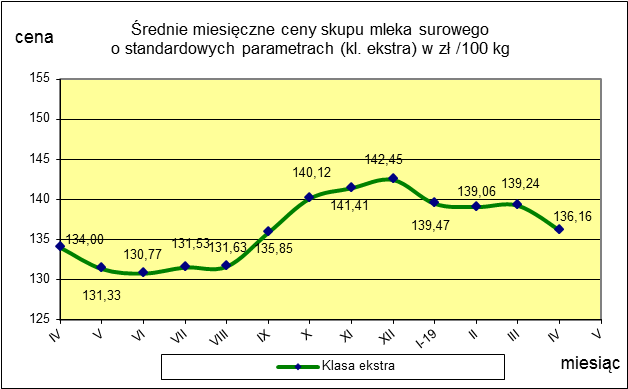 Średnie miesięczne ceny skupu mleka surowego
o standardowych parametrach (kl. ekstra) w zł /100 kg
cena
155
150
145
140
135
130
125
134,00
131,33
130,77
131,53
131,63
135,85
140,12
141,41
142,45
139,47
139,06
139,24
136,16
IV
V
VI
VII
VIII
IX
X
XI
XII
I-19
II
III
IV
V
miesiąc
Klasa ekstra